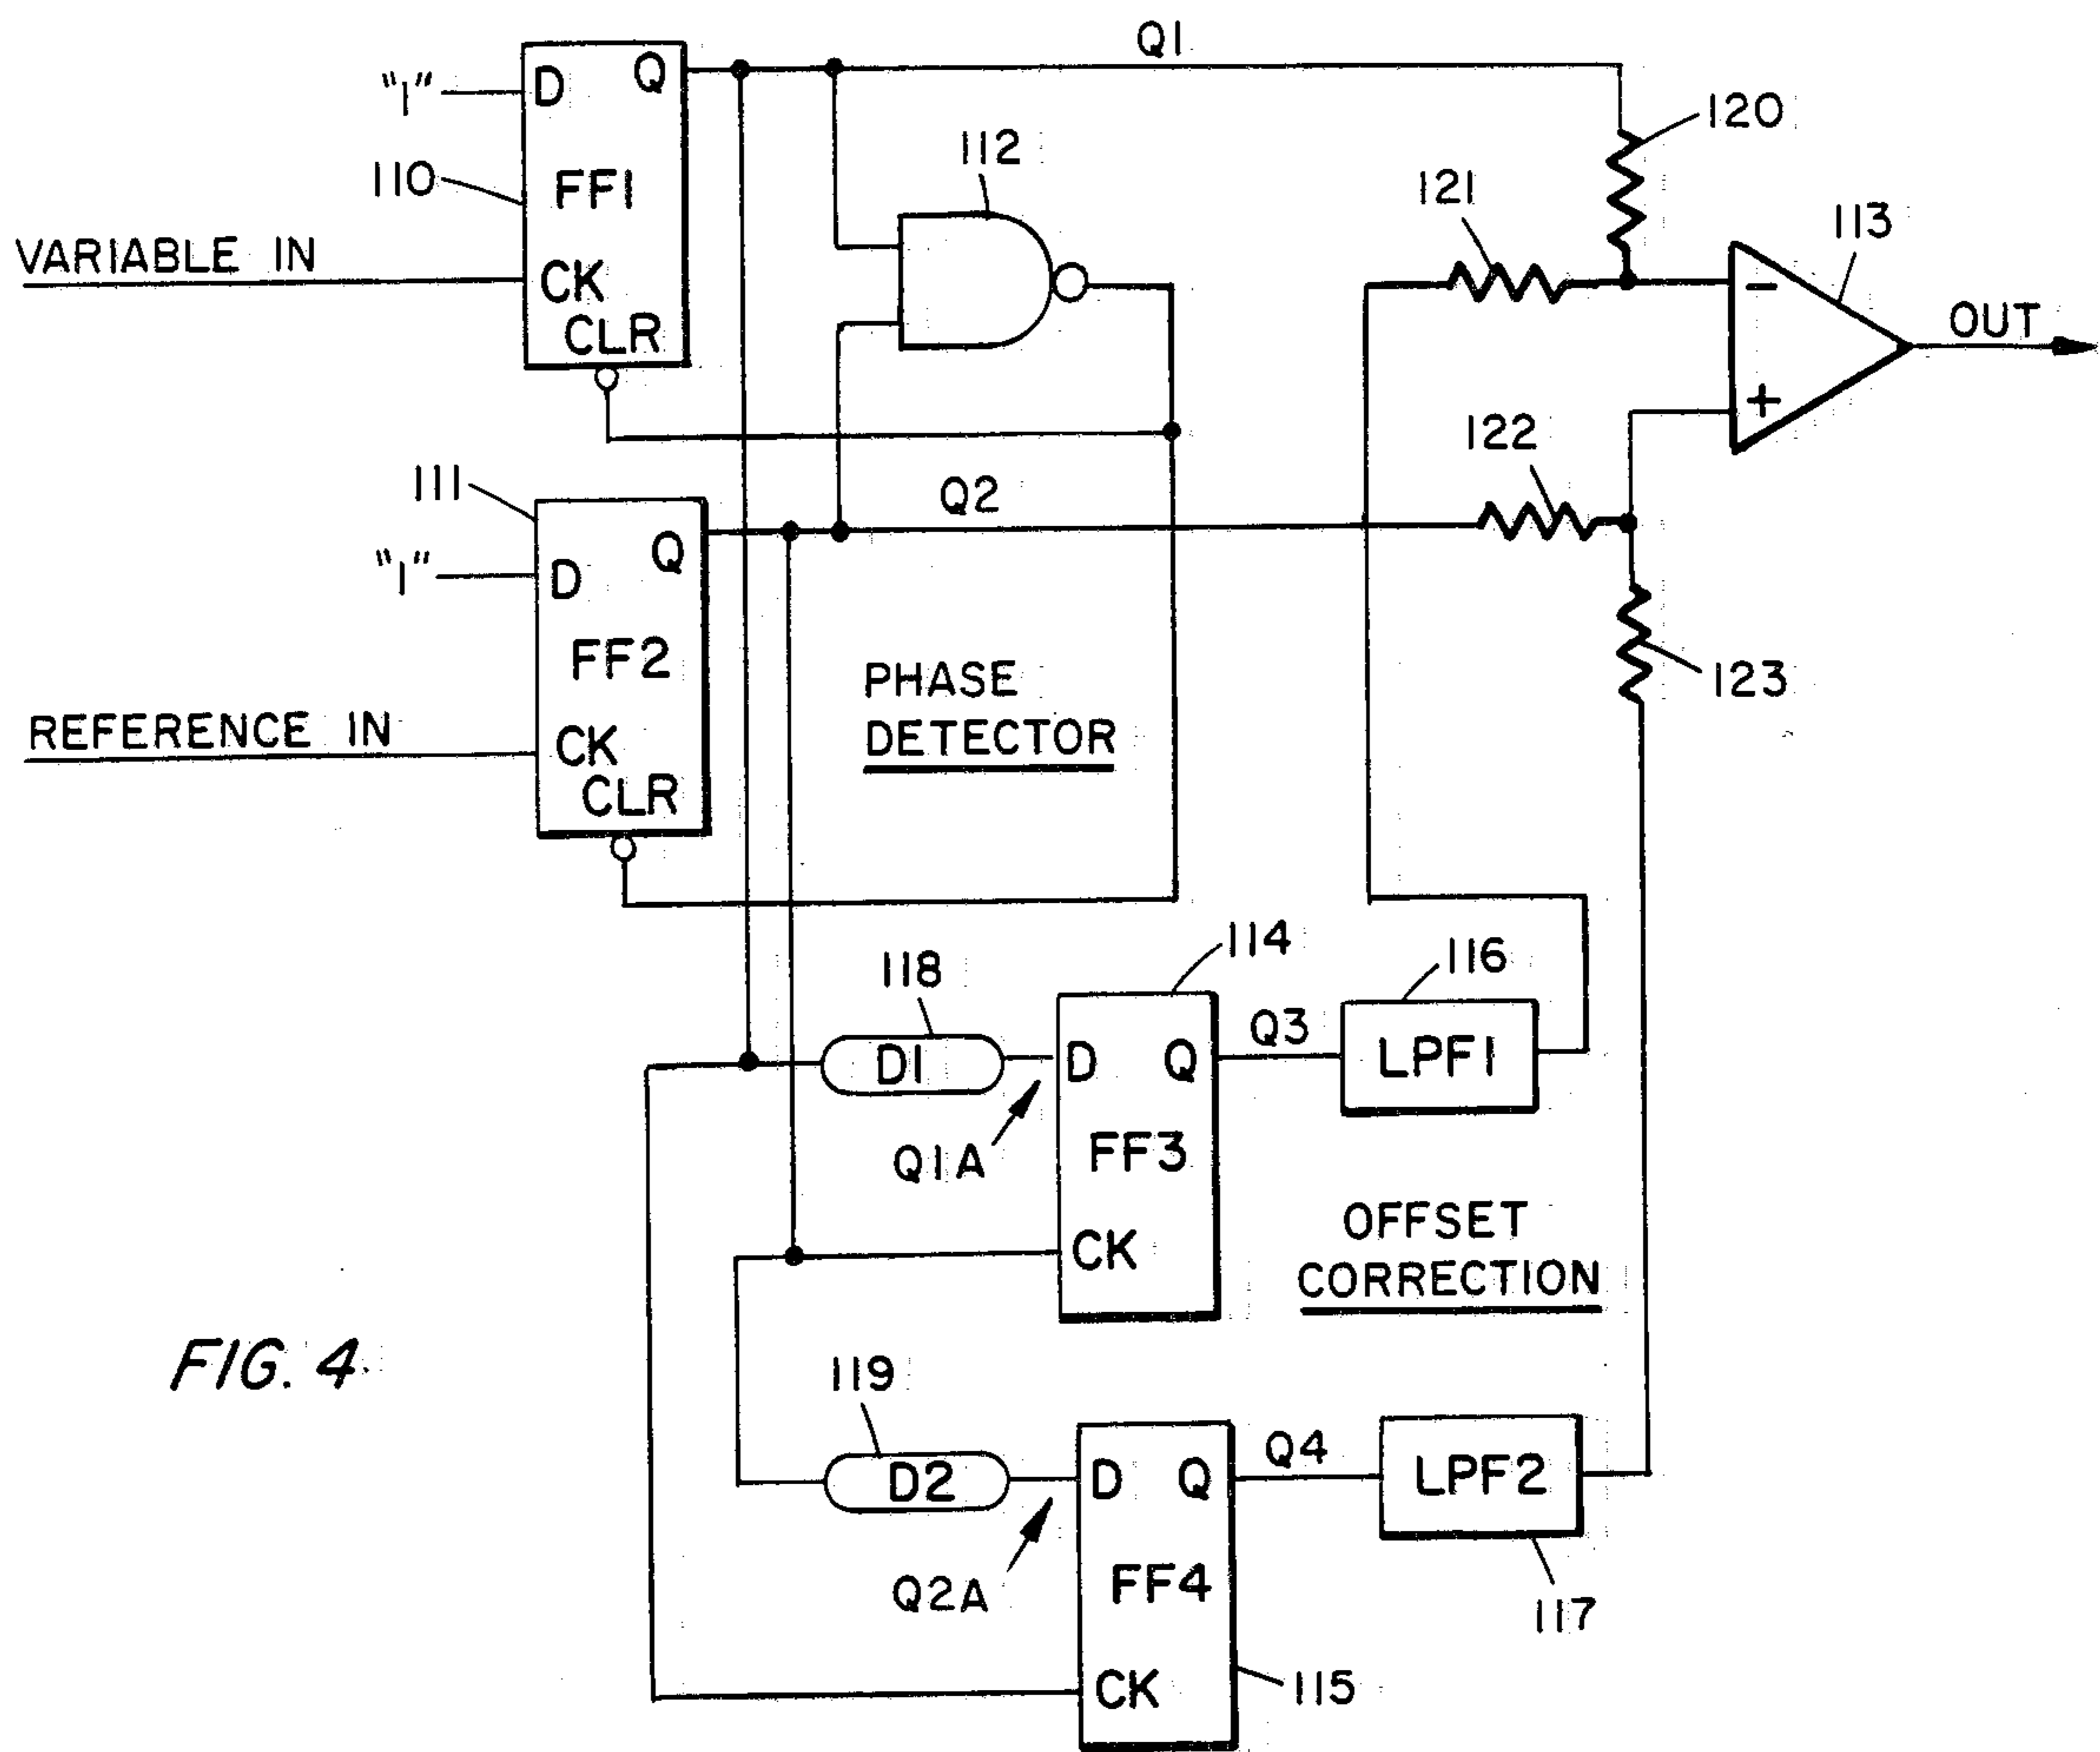 Q1
"1"
D
Q
120
112
110
FF1
121
113
VARIABLE IN
CK
-
OUT
CLR
+
122
111
Q2
Q
"1"
D
FF2
PHASE
DETECTOR
123
REFERENCE IN
CK
CLR
114
118
116
Q3
D1
D
Q
LPF1
Q1A
FF3
OFFSET
CORRECTION
CK
FIG. 4
119
Q4
D2
D
Q
LPF2
Q2A
FF4
117
CK
115